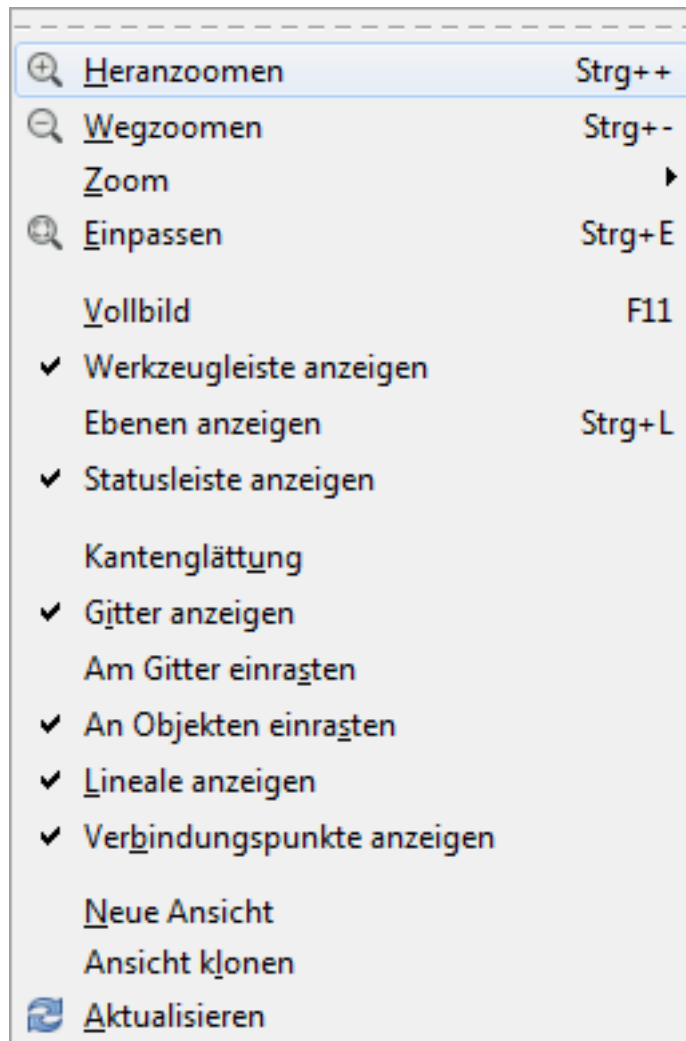 Heranzoomen Strg++
Wegzoomen Strg+-
Zoom
Einpassen Strg+E
Vollbild F11
Werkzeugleiste anzeigen
Ebenen anzeigen Strg+L
Statusleiste anzeigen
Kantenglättung
Gitter anzeigen
Am Gitter einrasten
An Objekten einrasten
Lineale anzeigen
Verbindungspunkte anzeigen
Neue Ansicht
Ansicht klonen
Aktualisieren